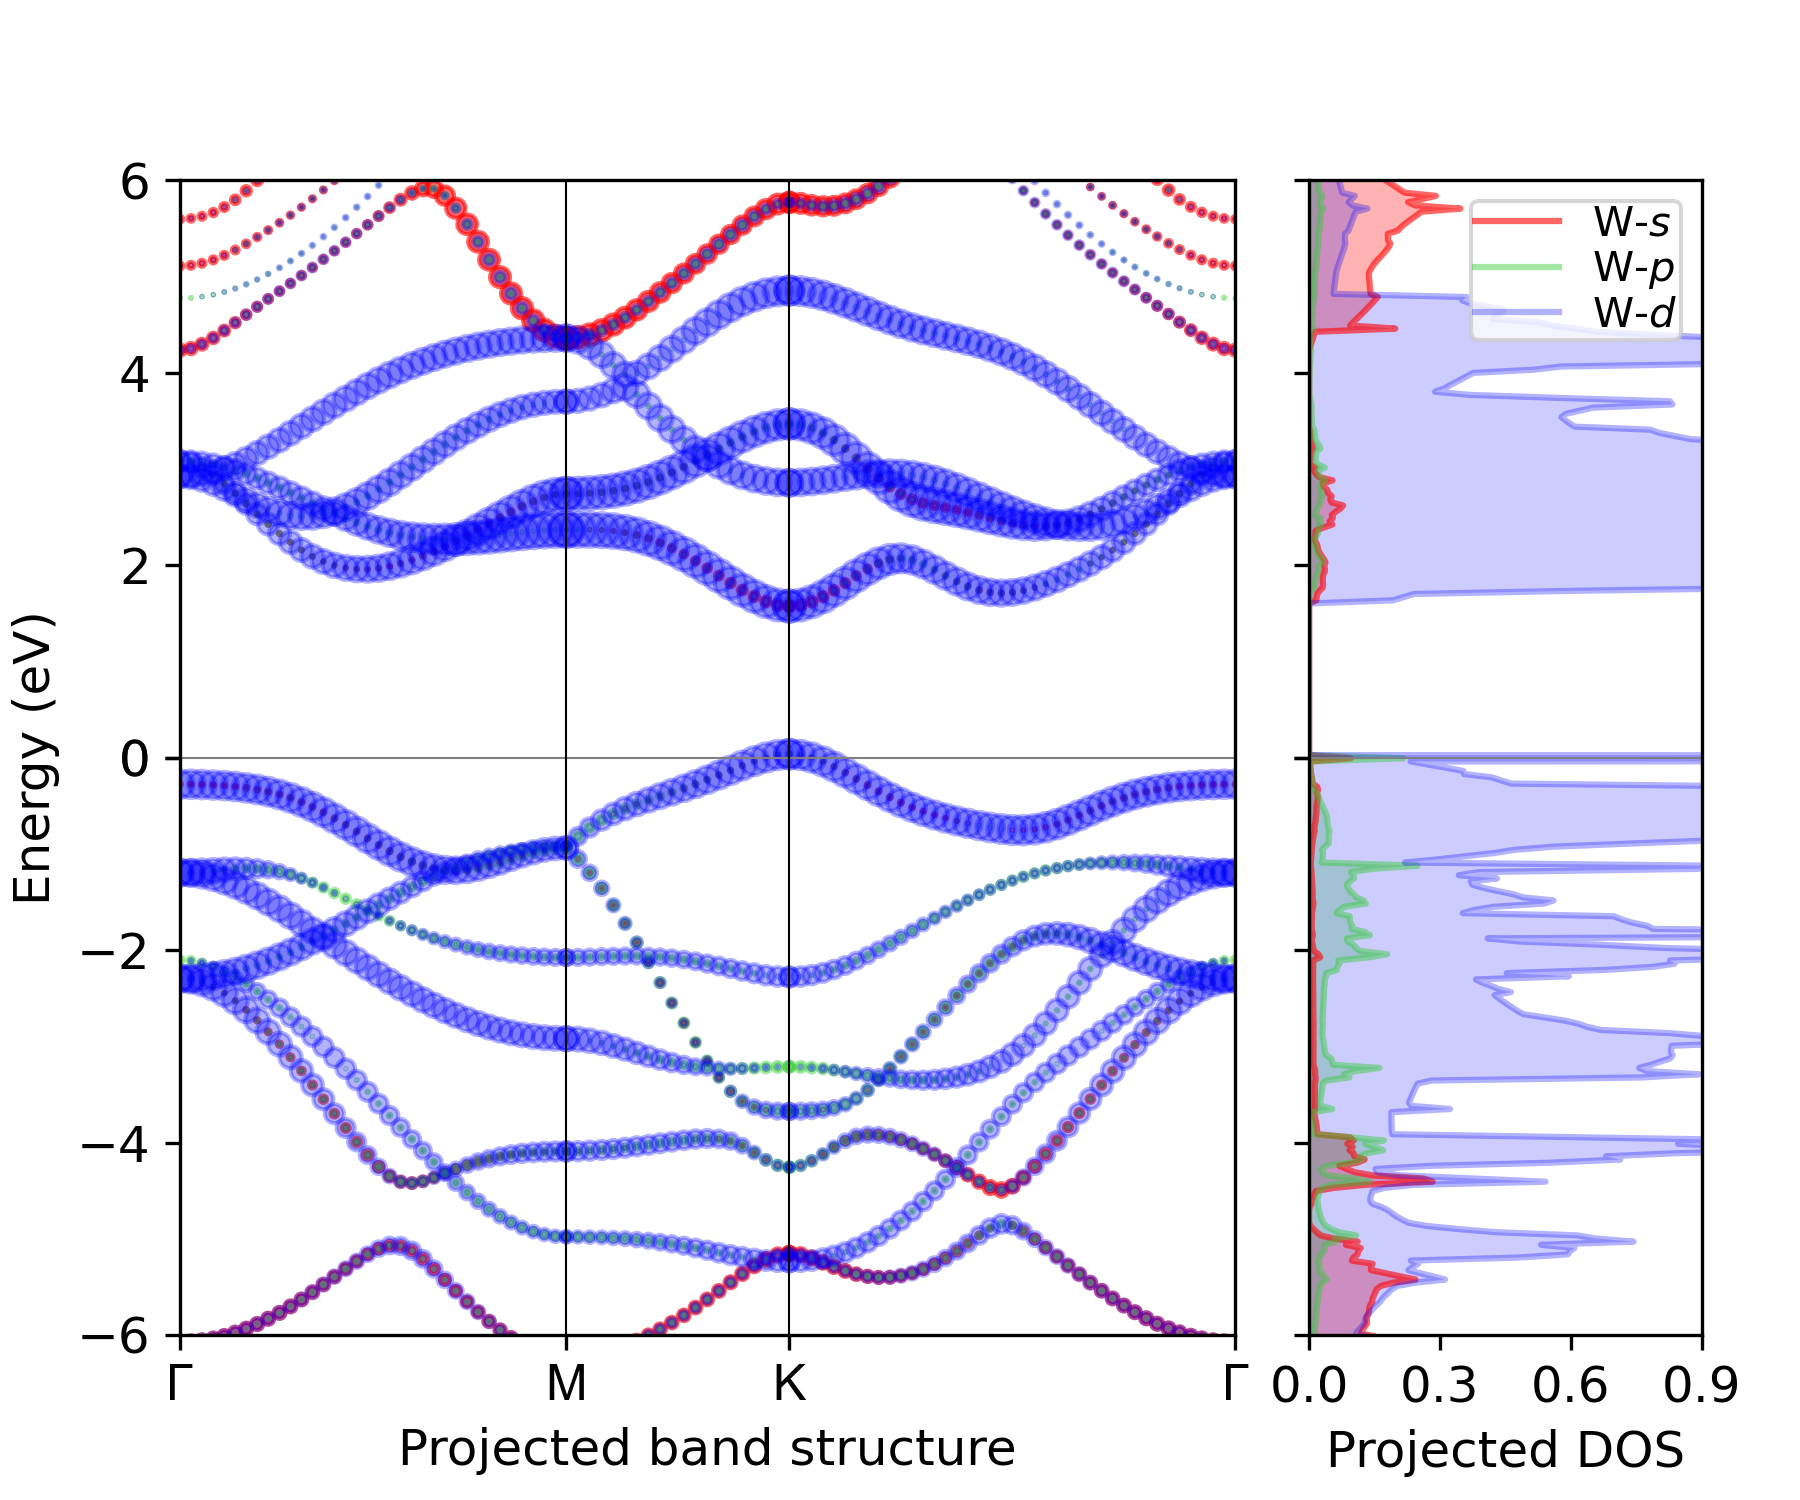 Energy (eV)
6
4
2
0
−2
−4
−6
Γ M K Γ
Projected band structure
W-s
W-p
W-d
0.0 0.3 0.6 0.9
Projected DOS